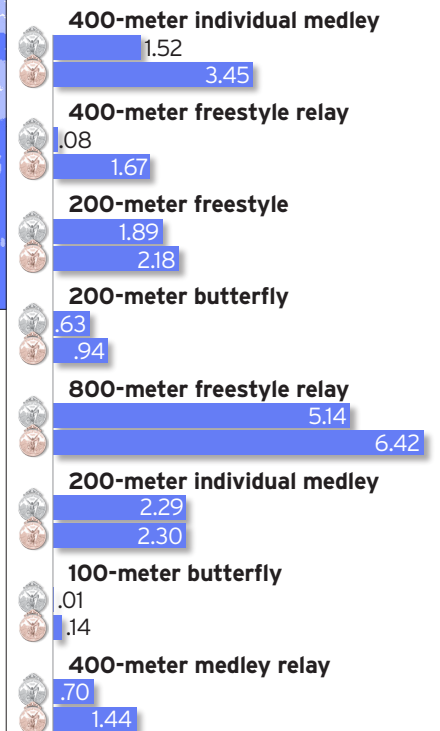 400-meter individual medley
1.52
3.45
400-meter freestyle relay
.08
1.67
200-meter freestyle
1.89
2.18
200-meter butterfly
.63
.94
800-meter freestyle relay
5.14
6.42
200-meter individual medley
2.29
2.30
100-meter butterfly
.01
.14
400-meter medley relay
.70
1.44